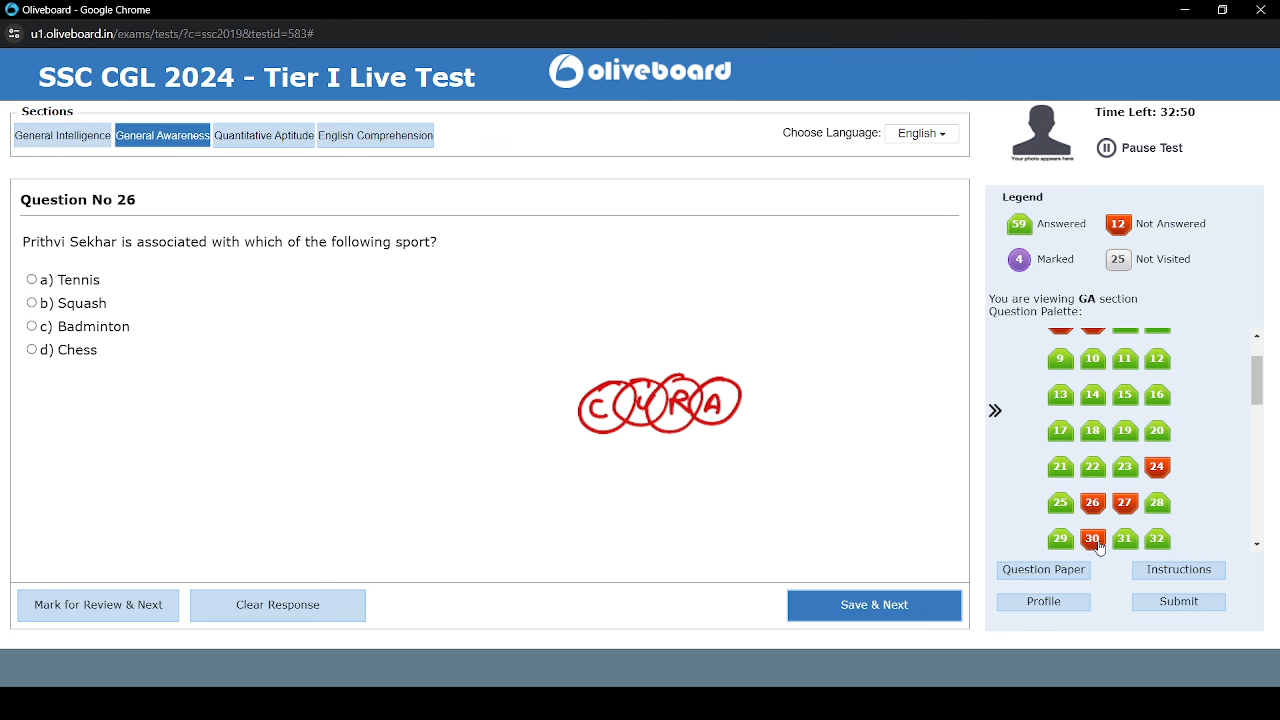 Oliveboard - Google Chrome
u1.oliveboard.in/exams/tests/?c=ssc2019&testid=583#
SSC CGL 2024 - Tier I Live Test
oliveboard
Sections
General Intelligence General Awareness Quantitative Aptitude English Comprehension
Choose Language: English
Your photo appears here
Time Left: 32:50
Pause Test
Question No 26
Prithvi Sekhar is associated with which of the following sport?
a) Tennis
b) Squash
c) Badminton
d) Chess
C Y R A
Mark for Review & Next
Clear Response
Save & Next
Legend
59 Answered 12 Not Answered
4 Marked 25 Not Visited
You are viewing GA section
Question Palette:
9 10 11 12
13 14 15 16
17 18 19 20
21 22 23 24
25 26 27 28
29 30 31 32
Question Paper Instructions
Profile Submit